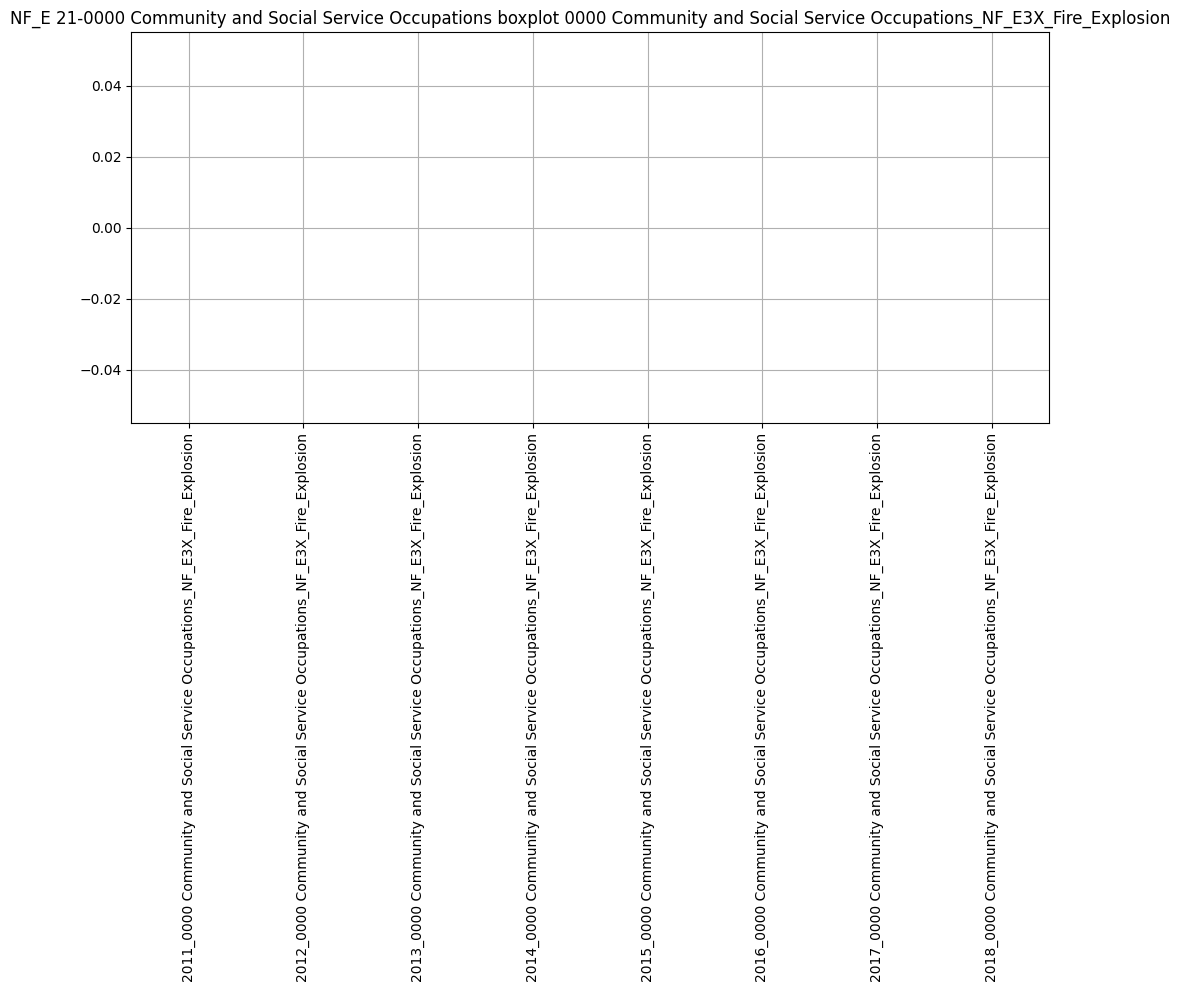 NF_E 21-0000 Community and Social Service Occupations boxplot 0000 Community and Social Service Occupations_NF_E3X_Fire_Explosion
0.04
0.02
0.00
−0.02
−0.04
2011_0000 Community and Social Service Occupations_NF_E3X_Fire_Explosion
2012_0000 Community and Social Service Occupations_NF_E3X_Fire_Explosion
2013_0000 Community and Social Service Occupations_NF_E3X_Fire_Explosion
2014_0000 Community and Social Service Occupations_NF_E3X_Fire_Explosion
2015_0000 Community and Social Service Occupations_NF_E3X_Fire_Explosion
2016_0000 Community and Social Service Occupations_NF_E3X_Fire_Explosion
2017_0000 Community and Social Service Occupations_NF_E3X_Fire_Explosion
2018_0000 Community and Social Service Occupations_NF_E3X_Fire_Explosion